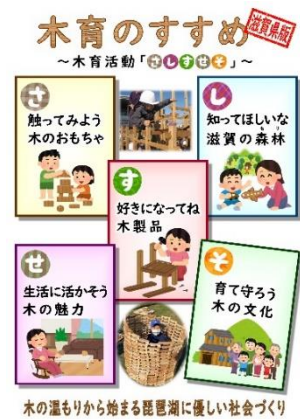 木育のすすめ
滋賀県版
～木育活動「さしすせそ」～
さ
触ってみよう
木のおもちゃ
し
知ってほしいな
滋賀の森林
もり
す
好きになってね
木製品
せ
生活に活かそう
木の魅力
そ
育て守ろう
木の文化
木の温もりから始まる琵琶湖に優しい社会づくり